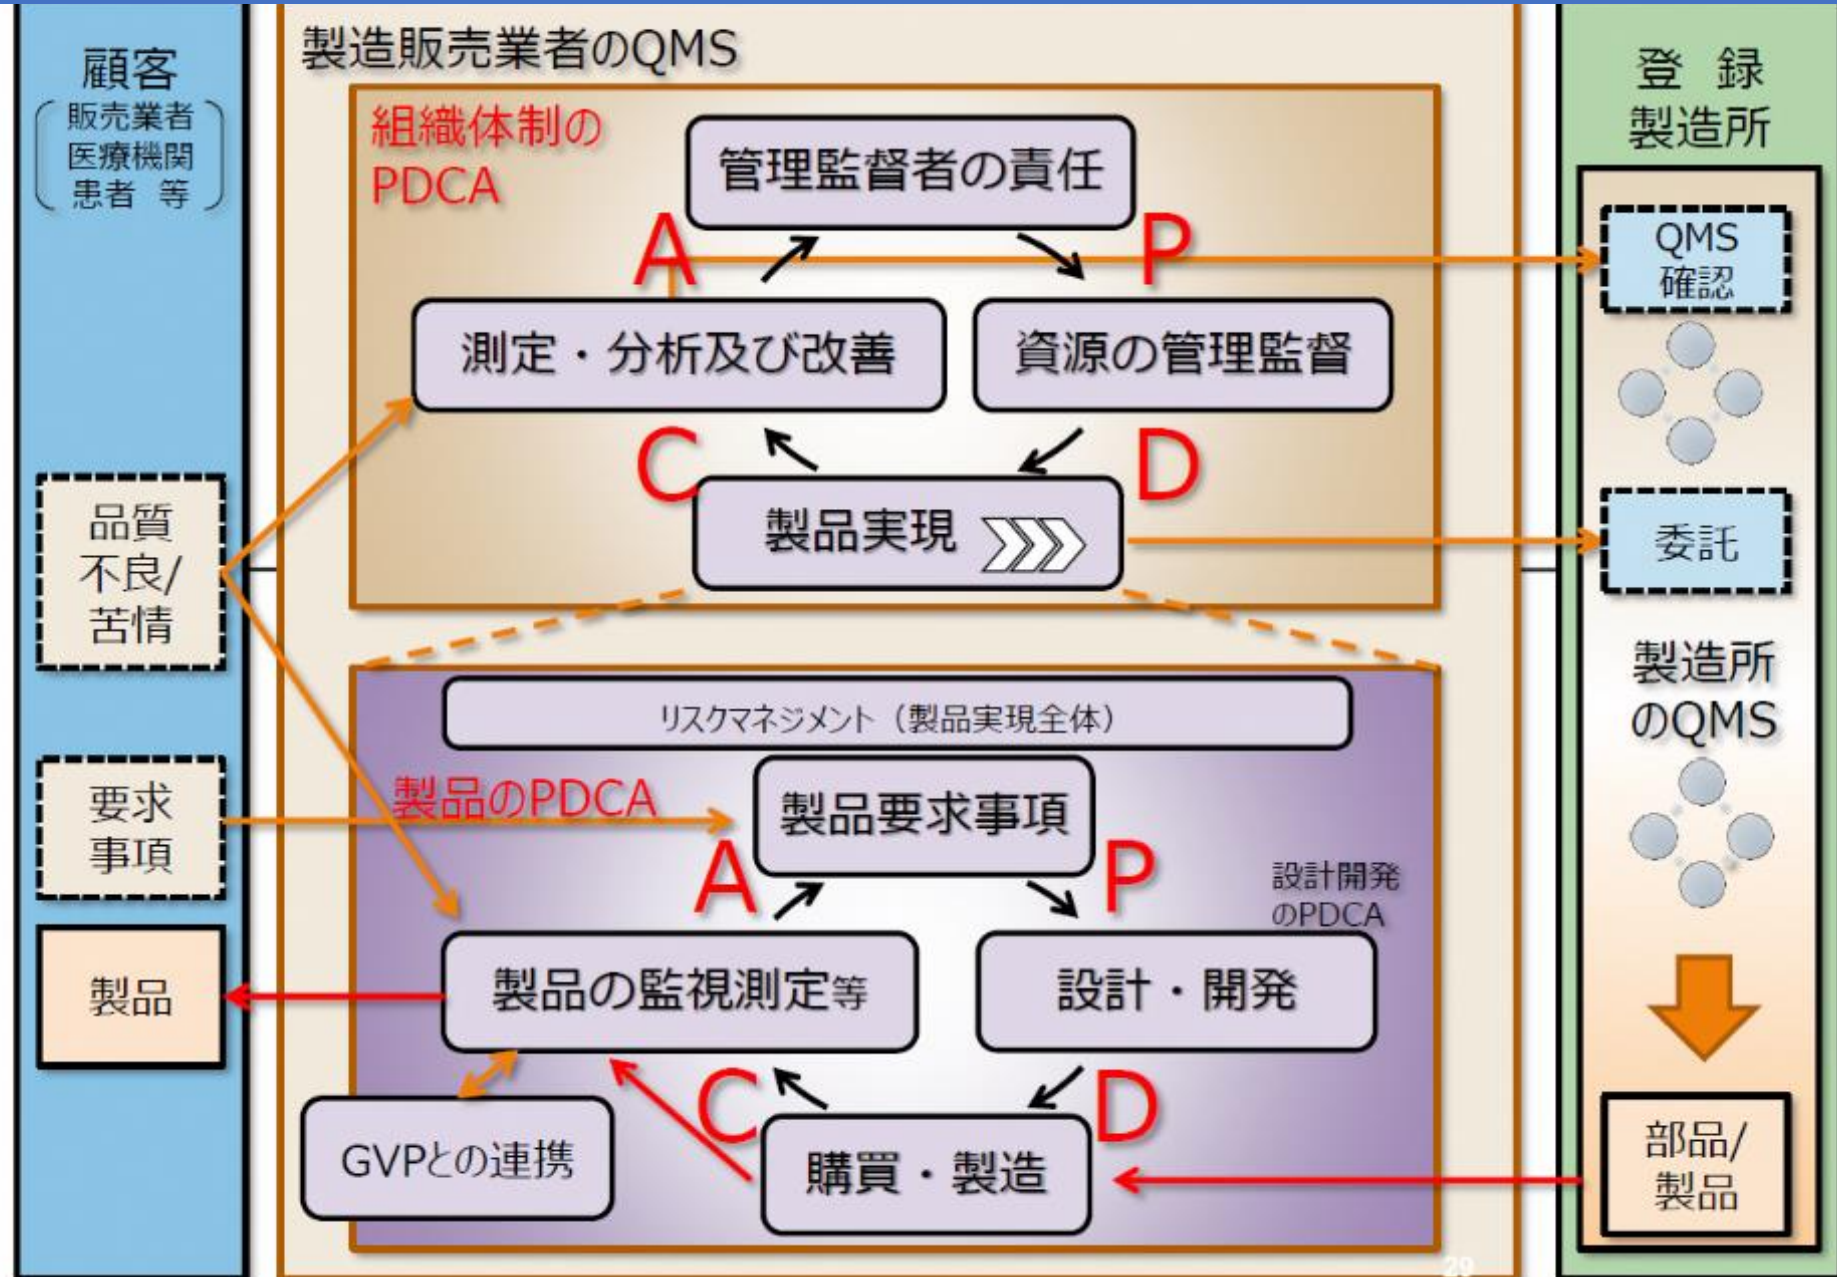 顧客
販売業者
医療機関
患者 等
品質
不良/
苦情
要求
事項
製品
製造販売業者のQMS
組織体制の
PDCA
管理監督者の責任
A
P
測定・分析及び改善
資源の管理監督
C
D
製品実現
リスクマネジメント（製品実現全体）
製品のPDCA
製品要求事項
A
P
設計開発
のPDCA
製品の監視測定等
設計・開発
C
D
GVPとの連携
購買・製造
29
登 録
製造所
QMS
確認
委託
製造所
のQMS
部品/
製品